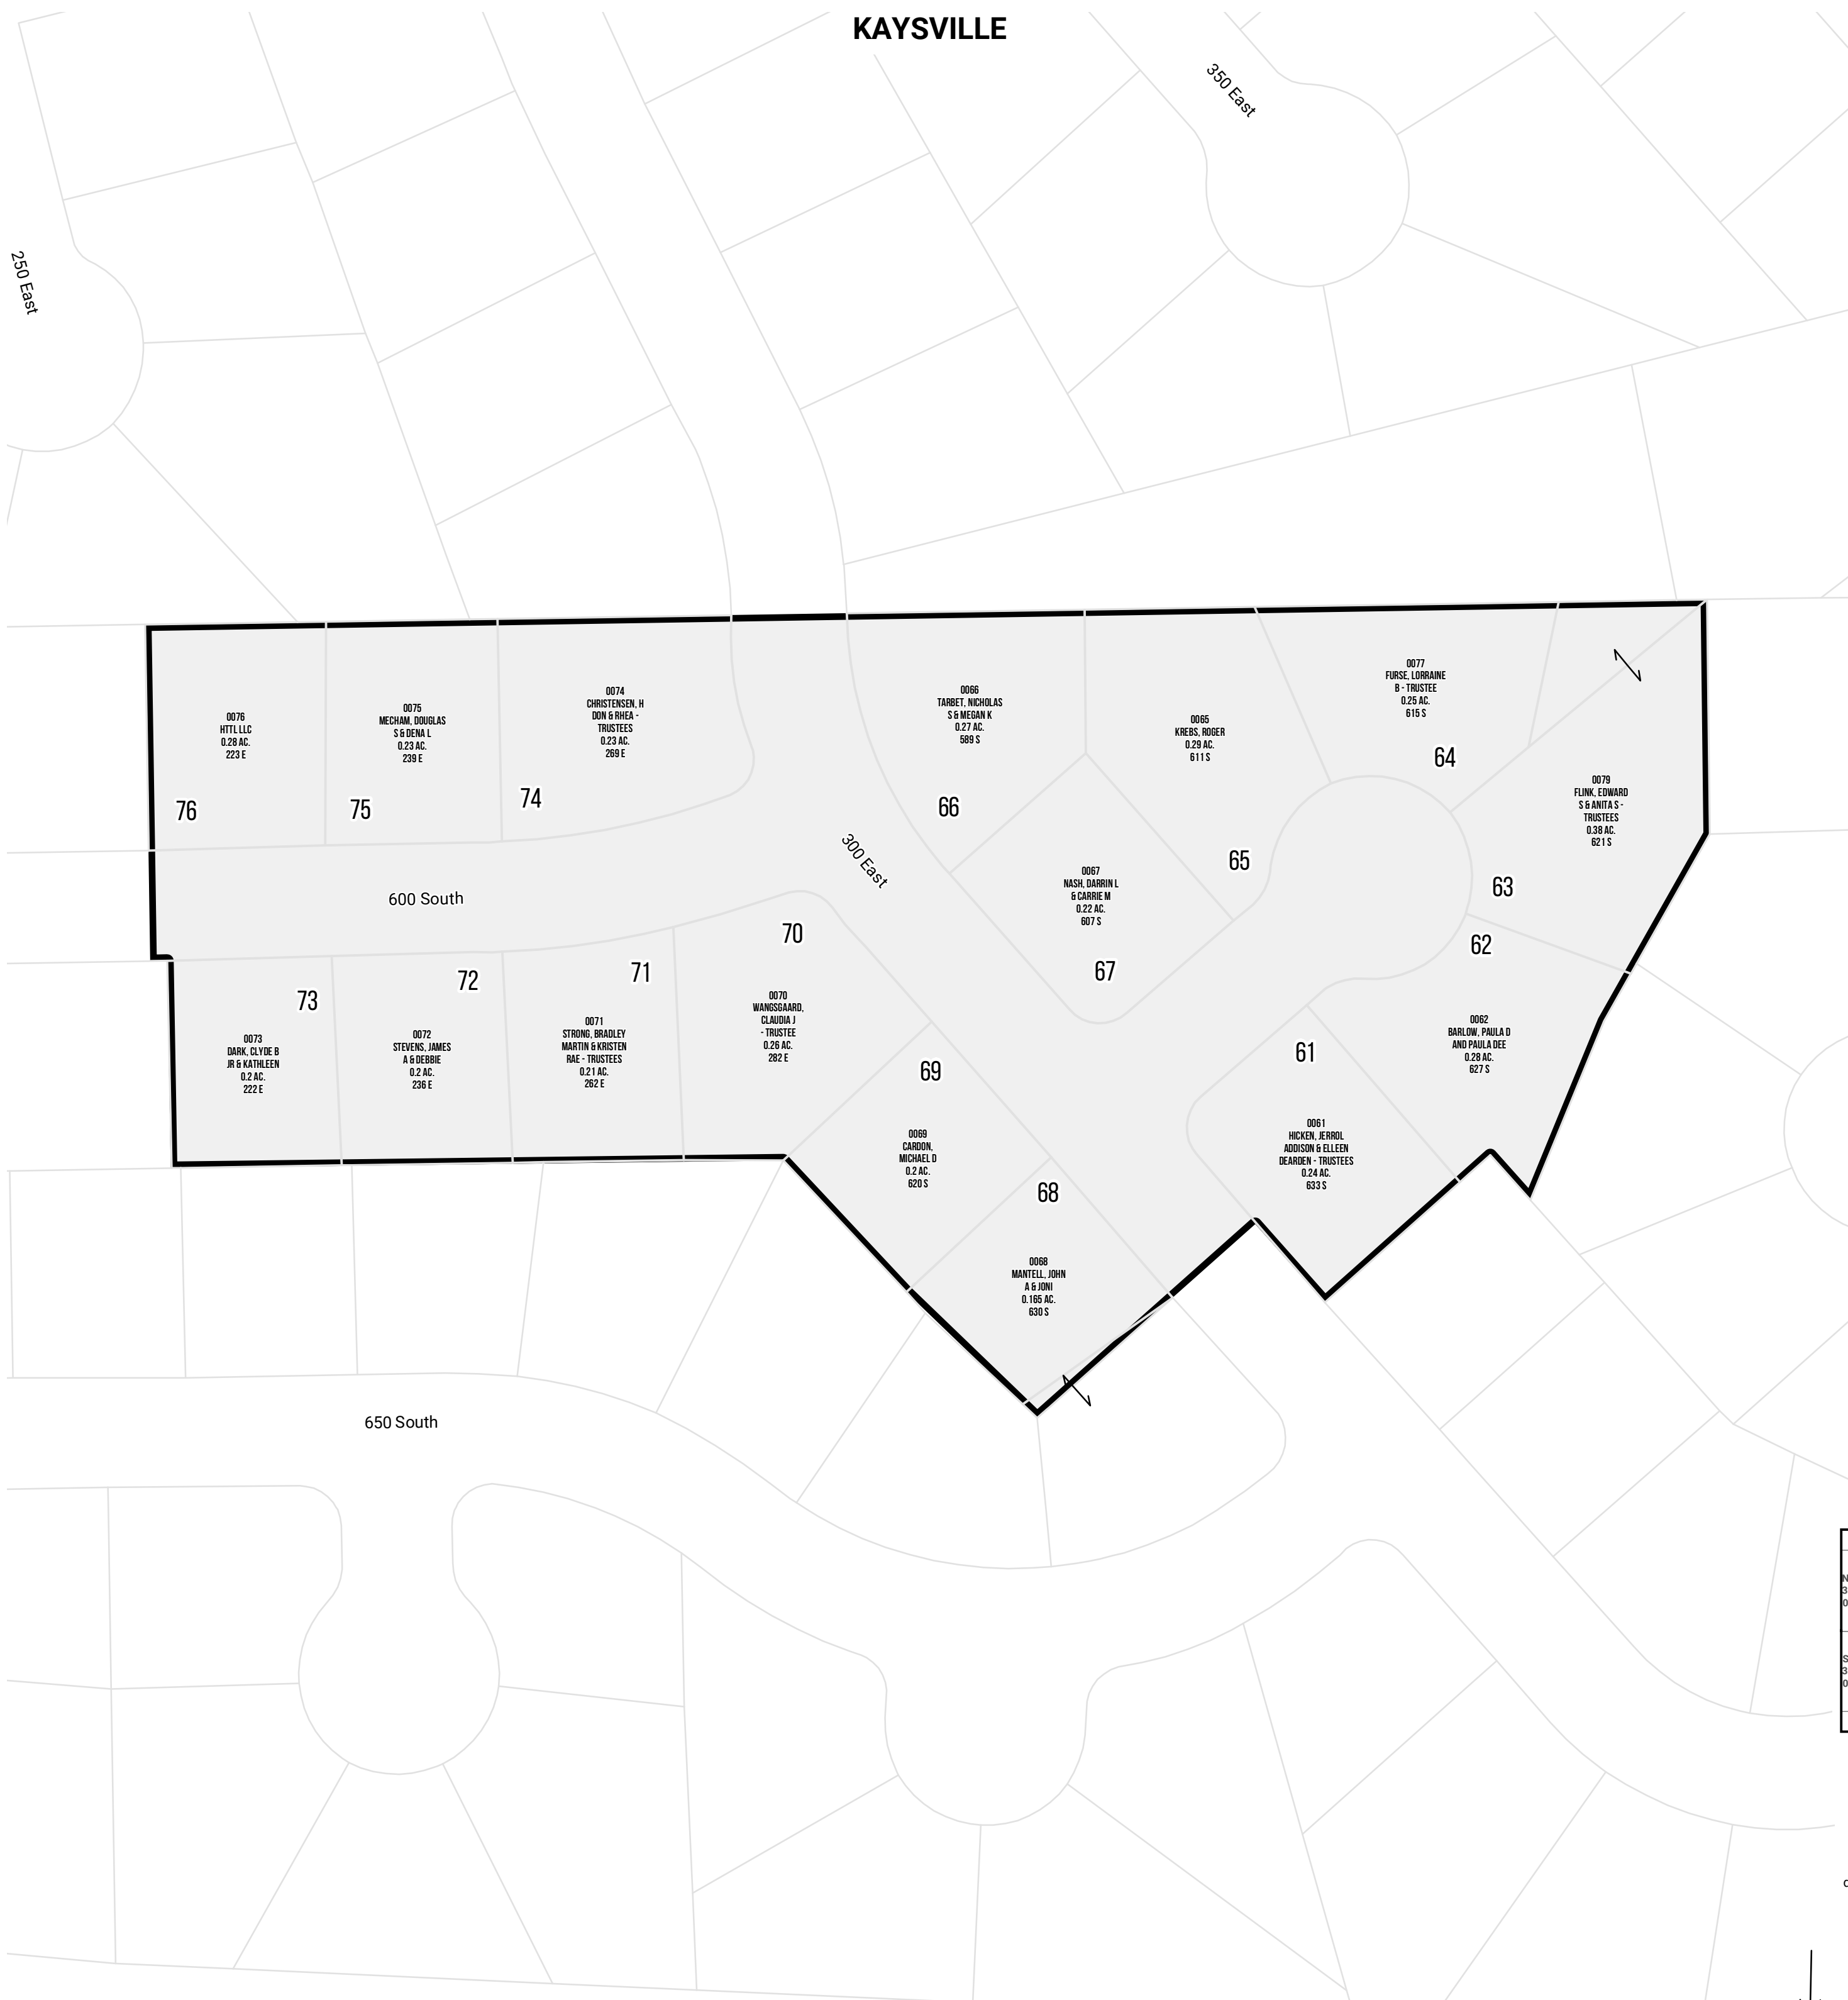 KAYSVILLE
350 East
250 East
0076
HTTL LLC
0.28 AC.
223 E
76
0075
MECHAM, DOUGLAS
S & DENA L
0.23 AC.
239 E
75
0074
CHRISTENSEN, H
DON & RHEA -
TRUSTEES
0.23 AC.
269 E
74
0066
TARBET, NICHOLAS
S & MEGAN K
0.27 AC.
589 S
66
0065
KREBS, ROGER
0.29 AC.
611 S
65
0077
FURSE, LORRAINE
B - TRUSTEE
0.25 AC.
615 S
64
0079
FLINK, EDWARD
S & ANITA S -
TRUSTEES
0.38 AC.
621 S
63
300 East
600 South
0067
NASH, DARRIN L
& CARRIE M
0.22 AC.
607 S
67
62
0062
BARLOW, PAULA D
AND PAULA DEE
0.28 AC.
627 S
73
0073
DARK, CLYDE B
JR & KATHLEEN
0.2 AC.
222 E
72
0072
STEVENS, JAMES
A & DEBBIE
0.2 AC.
236 E
71
0071
STRONG, BRADLEY
MARTIN & KRISTEN
RAE - TRUSTEES
0.21 AC.
262 E
70
0070
WANGSGAARD,
CLAUDIA J
- TRUSTEE
0.26 AC.
282 E
69
0069
CARDON,
MICHAEL D
0.2 AC.
620 S
61
0061
HICKEN, JERROL
ADDISON & ELLEEN
DEARDEN - TRUSTEES
0.24 AC.
633 S
68
0068
MANTELL, JOHN
A & JONI
0.165 AC.
630 S
650 South
N
3
0
S
3
0